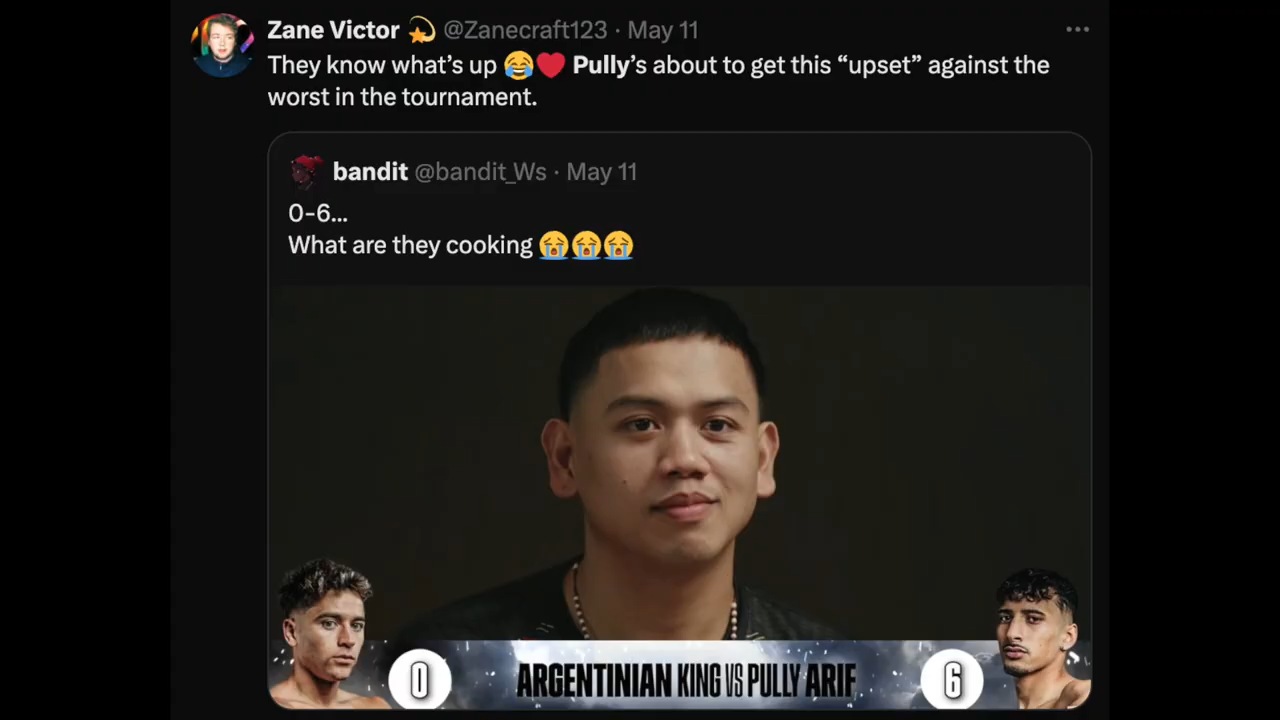 Zane Victor 💫 @Zanecraft123 · May 11
They know what’s up 😂❤️ Pully’s about to get this “upset” against the
worst in the tournament.
bandit @bandit_Ws · May 11
0-6...
What are they cooking 😭😭😭
0 ARGENTINIAN KING VS PULLY ARIF 6